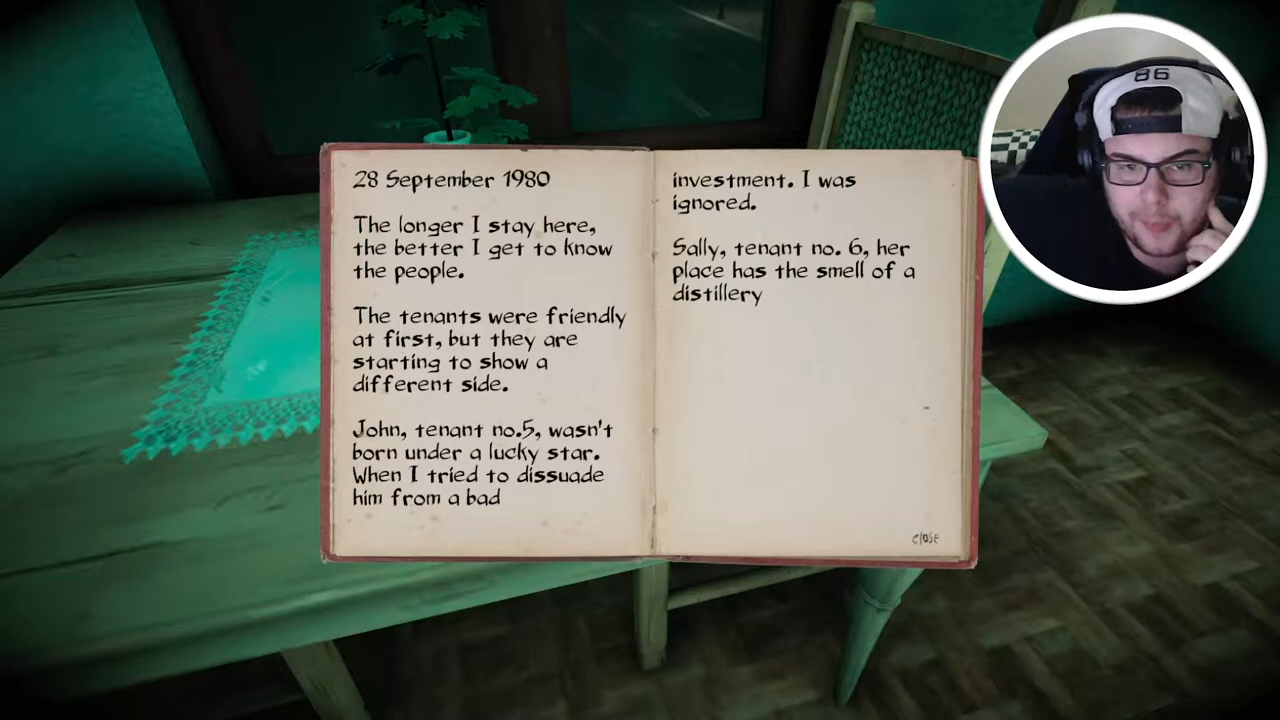 28 September 1980
The longer I stay here,
the better I get to know
the people.
The tenants were friendly
at first, but they are
starting to show a
different side.
John, tenant no.5, wasn't
born under a lucky star.
When I tried to dissuade
him from a bad
investment. I was
ignored.
Sally, tenant no. 6, her
place has the smell of a
distillery
close
86